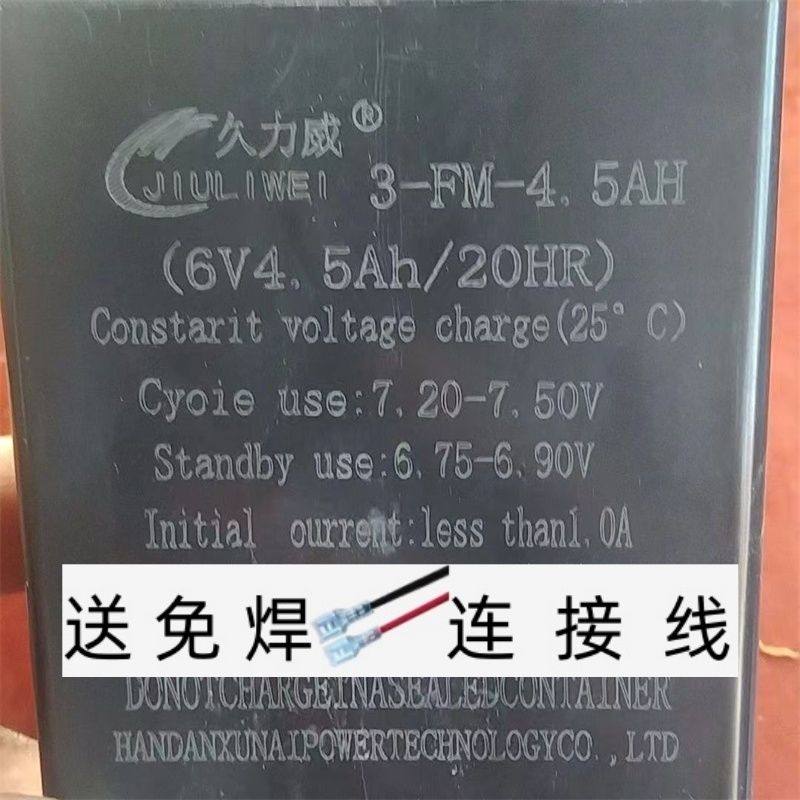 久力威®
JIULIWEI 3-FM-4.5AH
(6V4.5Ah/20HR)
Constarit voltage charge(25°C)
Cyoie use:7.20-7.50V
Standby use:6.75-6.90V
Initial ourrent:less than1.0A
送免焊连接线
DONOTCHARGEINASEALEDCONTAINER
HANDANXUNAIPOWERTECHNOLOGYCO.,LTD